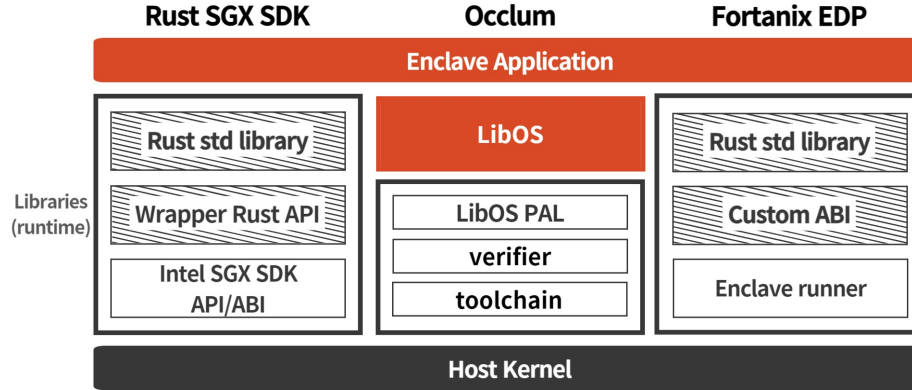 Rust SGX SDK
Occlum
Fortanix EDP
Enclave Application
Libraries
(runtime)
Rust std library
Wrapper Rust API
Intel SGX SDK
API/ABI
LibOS
LibOS PAL
verifier
toolchain
Rust std library
Custom ABI
Enclave runner
Host Kernel